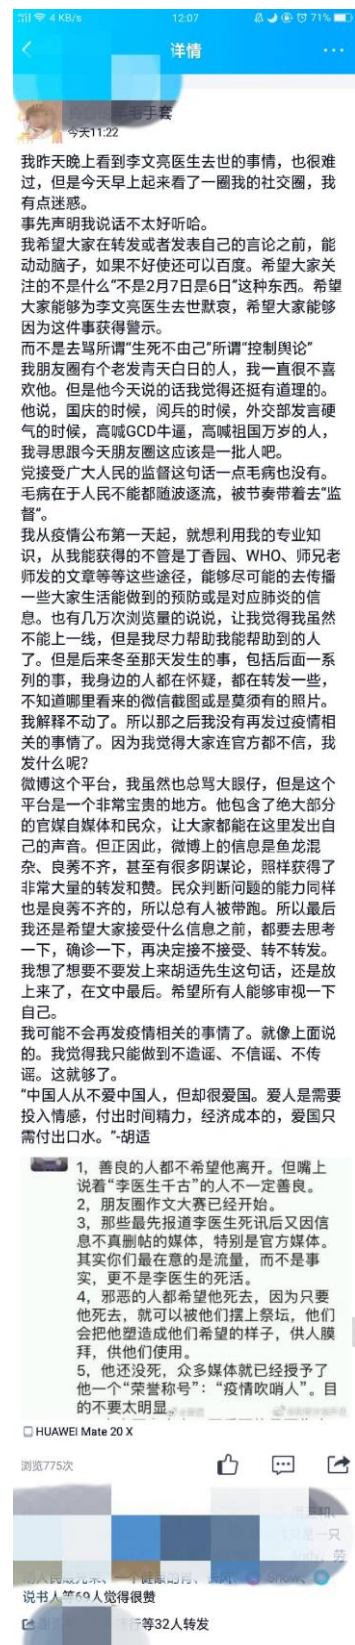 4 KB/s 12:07 71%
详情
毛手套
今天11:22
我昨天晚上看到李文亮医生去世的事情，也很难
过，但是今天早上起来看了一圈我的社交圈，我
有点迷惑。
事先声明我说话不太好听哈。
我希望大家在转发或者发表自己的言论之前，能
动动脑子，如果不好使还可以百度。希望大家关
注的不是什么“不是2月7日是6日”这种东西。希望
大家能够为李文亮医生去世默哀，希望大家能够
因为这件事获得警示。
而不是去骂所谓“生死不由己”所谓“控制舆论”
我朋友圈有个老发青天白日的人，我一直很不喜
欢他。但是他今天说的话我觉得还挺有道理的。
他说，国庆的时候，阅兵的时候，外交部发言硬
气的时候，高喊GCD牛逼，高喊祖国万岁的人，
我寻思跟今天朋友圈这应该是一批人吧。
党接受广大人民的监督这句话一点毛病也没有。
毛病在于人民不能都随波逐流，被节奏带着去“监
督”。
我从疫情公布第一天起，就想利用我的专业知
识，从我能获得的不管是丁香园、WHO、师兄老
师发的文章等等这些途径，能够尽可能的去传播
一些大家生活能做到的预防或是对应肺炎的信
息。也有几万次浏览量的说说，让我觉得我虽然
不能上一线，但是我尽力帮助我能帮助到的人
了。但是后来冬至那天发生的事，包括后面一系
列的事，我身边的人都在怀疑，都在转发一些，
不知道哪里看来的微信截图或是莫须有的照片。
我解释不动了。所以那之后我没有再发过疫情相
关的事情了。因为我觉得大家连官方都不信，我
发什么呢？
微博这个平台，我虽然也总骂大眼仔，但是这个
平台是一个非常宝贵的地方。他包含了绝大部分
的官媒自媒体和民众，让大家都能在这里发出自
己的声音。但正因此，微博上的信息是鱼龙混
杂、良莠不齐，甚至有很多阴谋论，照样获得了
非常大量的转发和赞。民众判断问题的能力同样
也是良莠不齐的，所以总有人被带跑。所以最后
我还是希望大家接受什么信息之前，都要去思考
一下，确诊一下，再决定接不接受、转不转发。
我想了想要不要发上来胡适先生这句话，还是放
上来了，在文中最后。希望所有人能够审视一下
自己。
我可能不会再发疫情相关的事情了。就像上面说
的。我觉得我只能做到不造谣、不信谣、不传
谣。这就够了。
“中国人从不爱中国人，但却很爱国。爱人是需要
投入情感，付出时间精力，经济成本的，爱国只
需付出口水。”-胡适
1，善良的人都不希望他离开。但嘴上
说着“李医生千古”的人不一定善良。
2，朋友圈作文大赛已经开始。
3，那些最先报道李医生死讯后又因信
息不真删帖的媒体，特别是官方媒体。
其实你们最在意的是流量，而不是事
实，更不是李医生的死活。
4，邪恶的人都希望他死去，因为只要
他死去，就可以被他们摆上祭坛，他们
会把他塑造成他们希望的样子，供人膜
拜，供他们使用。
5，他还没死，众多媒体就已经授予了
他一个“荣誉称号”：“疫情吹哨人”。目
的不要太明显。
HUAWEI Mate 20 X
浏览775次
说书人等69人觉得很赞
等32人转发